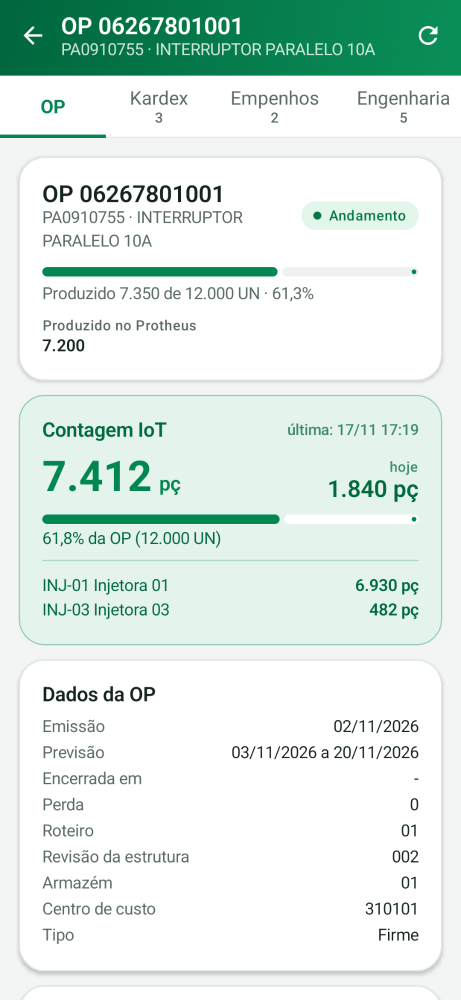 OP 06267801001
PA0910755 · INTERRUPTOR PARALELO 10A
OP
Kardex
3
Empenhos
2
Engenharia
5
OP 06267801001
PA0910755 · INTERRUPTOR
PARALELO 10A
Andamento
Produzido 7.350 de 12.000 UN · 61,3%
Produzido no Protheus
7.200
Contagem IoT
última: 17/11 17:19
7.412 pç
hoje
1.840 pç
61,8% da OP (12.000 UN)
INJ-01 Injetora 01 6.930 pç
INJ-03 Injetora 03 482 pç
Dados da OP
Emissão 02/11/2026
Previsão 03/11/2026 a 20/11/2026
Encerrada em -
Perda 0
Roteiro 01
Revisão da estrutura 002
Armazém 01
Centro de custo 310101
Tipo Firme